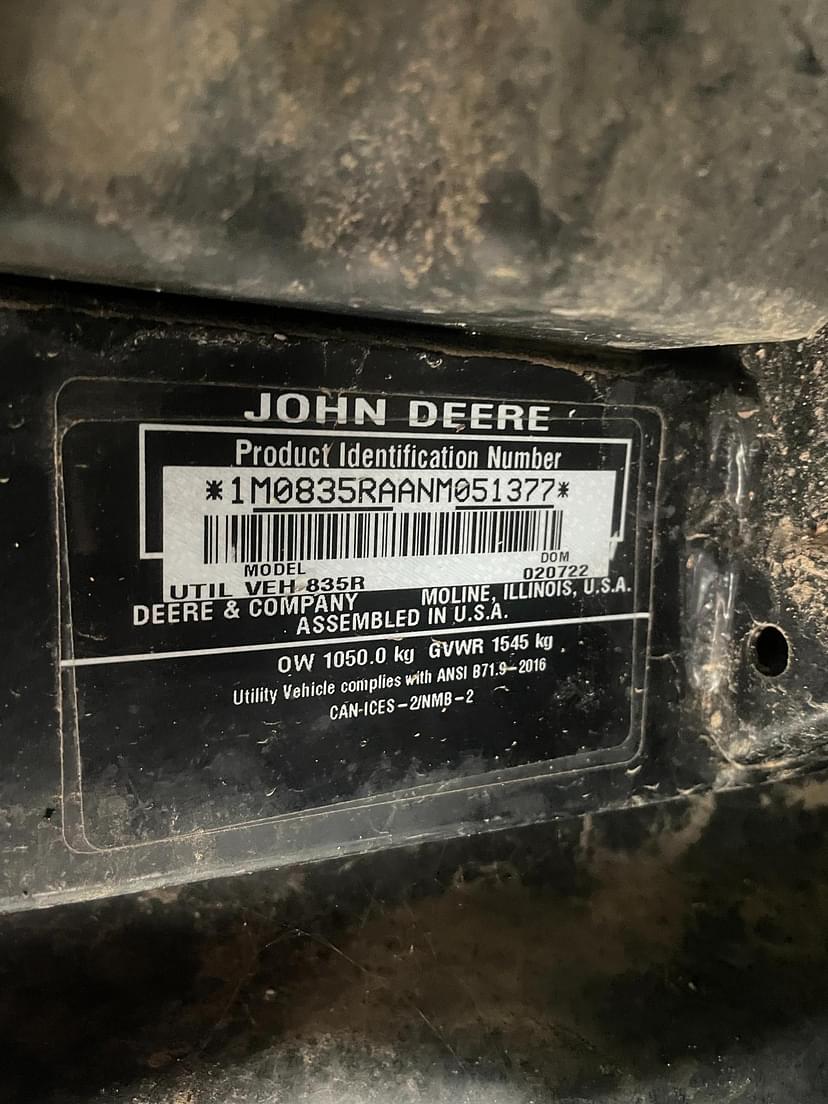 JOHN DEERE
Product Identification Number
*1M0835RAANM051377*
MODEL DOM
UTIL VEH 835R 020722
DEERE & COMPANY MOLINE, ILLINOIS, U.S.A.
ASSEMBLED IN U.S.A.
OW 1050.0 kg GVWR 1545 kg
Utility Vehicle complies with ANSI B71.9-2016
CAN-ICES-2/NMB-2